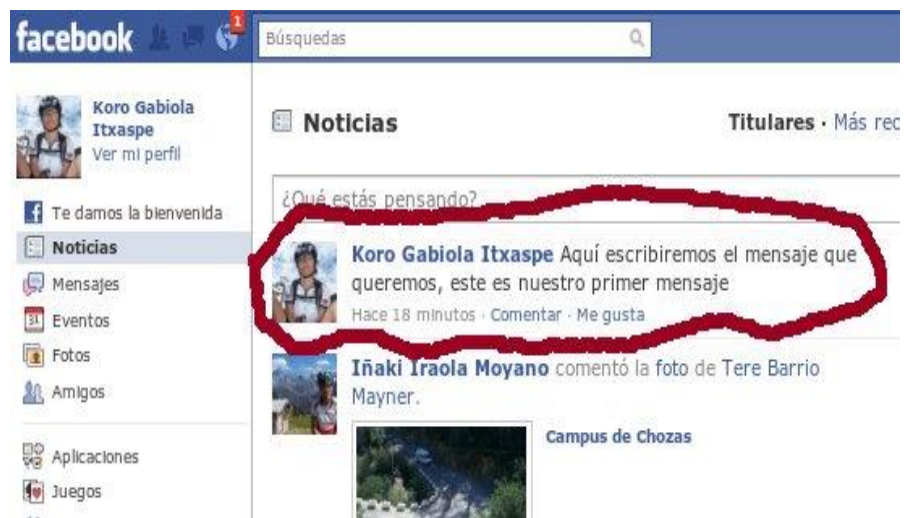 facebook
1
Búsquedas
Koro Gabiola
Itxaspe
Ver mi perfil
Te damos la bienvenida
Noticias
Mensajes
31 Eventos
Fotos
Amigos
Aplicaciones
Juegos
Noticias
Titulares · Más rec
¿Qué estás pensando?
Koro Gabiola Itxaspe Aquí escribiremos el mensaje que
queremos, este es nuestro primer mensaje
Hace 18 minutos · Comentar · Me gusta
Iñaki Iraola Moyano comentó la foto de Tere Barrio
Mayner.
Campus de Chozas